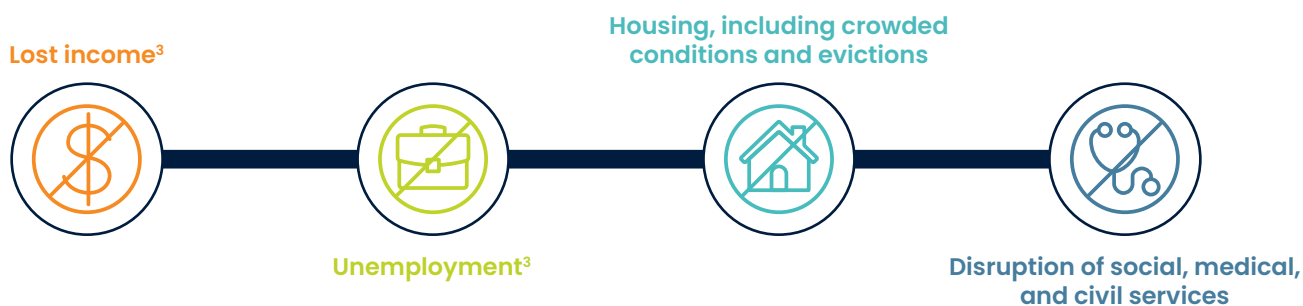 Lost income³
Unemployment³
Housing, including crowded
conditions and evictions
Disruption of social, medical,
and civil services